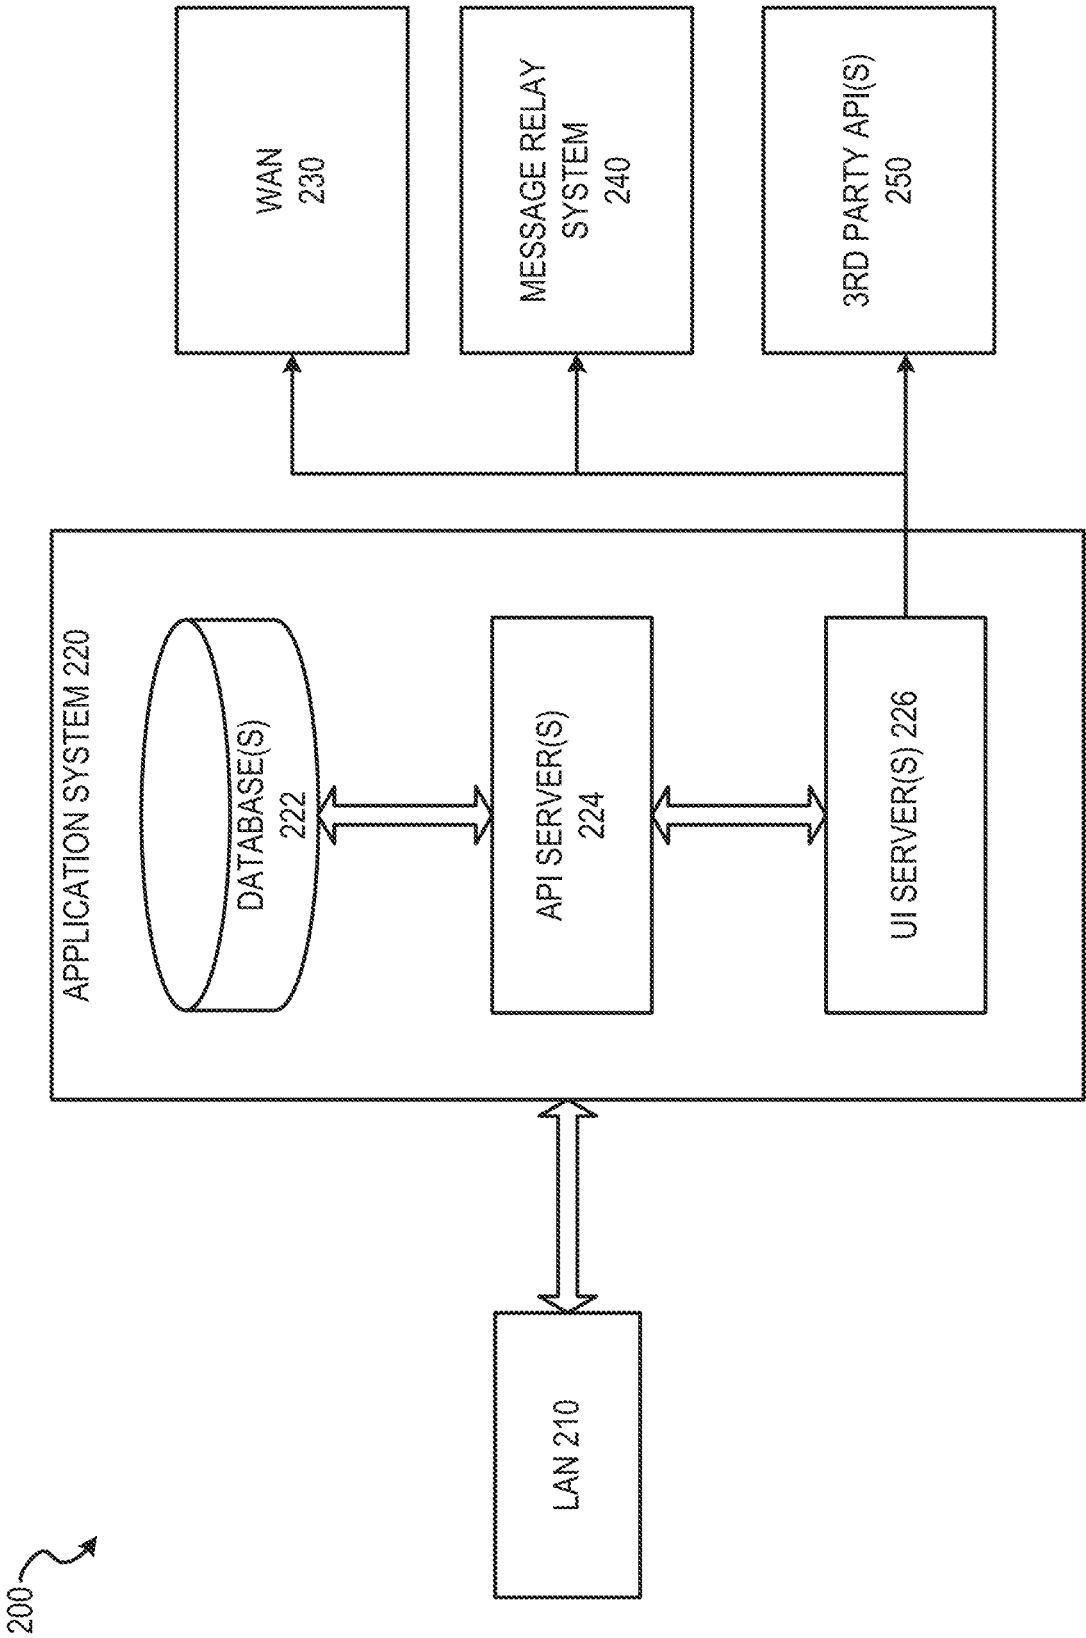 200
LAN 210
APPLICATION SYSTEM 220
DATABASE(S)
222
API SERVER(S)
224
UI SERVER(S) 226
WAN
230
MESSAGE RELAY
SYSTEM
240
3RD PARTY API(S)
250